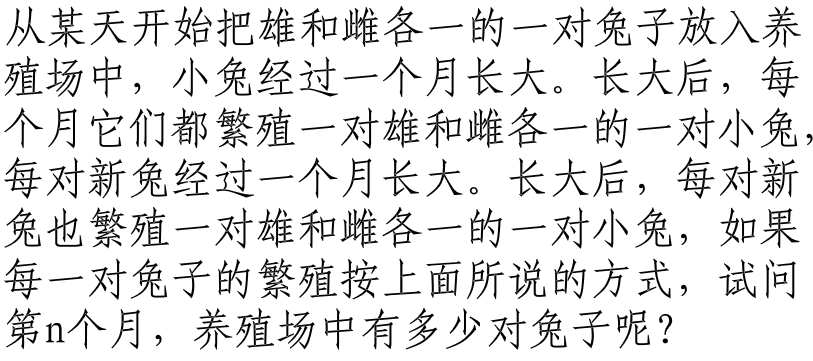 从某天开始把雄和雌各一的一对兔子放入养
殖场中，小兔经过一个月长大。长大后，每
个月它们都繁殖一对雄和雌各一的一对小兔，
每对新兔经过一个月长大。长大后，每对新
兔也繁殖一对雄和雌各一的一对小兔，如果
每一对兔子的繁殖按上面所说的方式，试问
第n个月，养殖场中有多少对兔子呢？